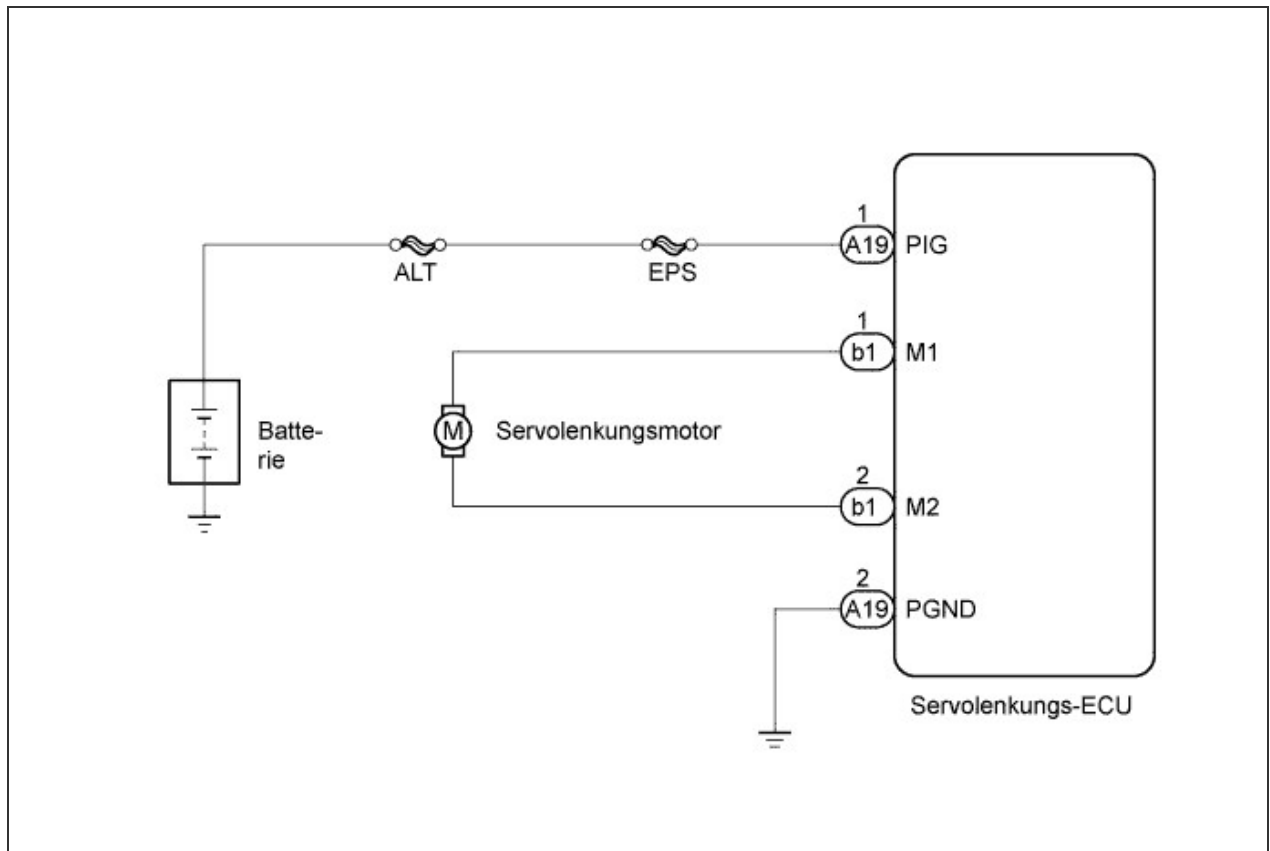 1
A19 PIG
ALT
EPS
1
b1 M1
Batte-
rie
M Servolenkungsmotor
2
b1 M2
2
A19 PGND
Servolenkungs-ECU